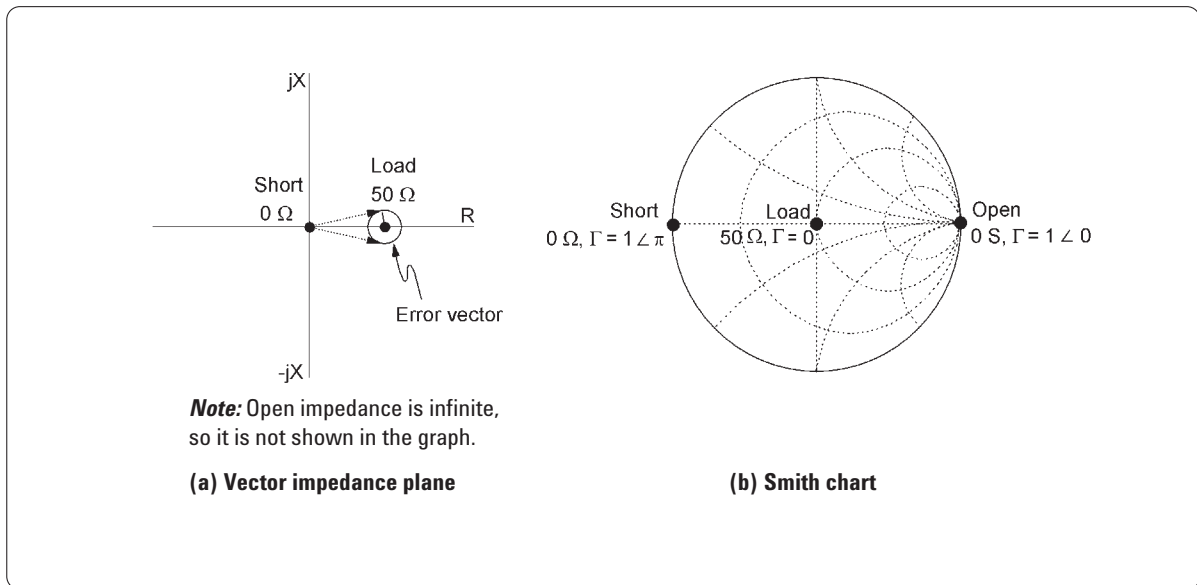 jX
Short
0 Ω
Load
50 Ω
R
Error vector
-jX
Note: Open impedance is infinite,
so it is not shown in the graph.
(a) Vector impedance plane
Short
0 Ω, Γ = 1∠π
Load
50 Ω, Γ = 0
Open
0 S, Γ = 1∠0
(b) Smith chart